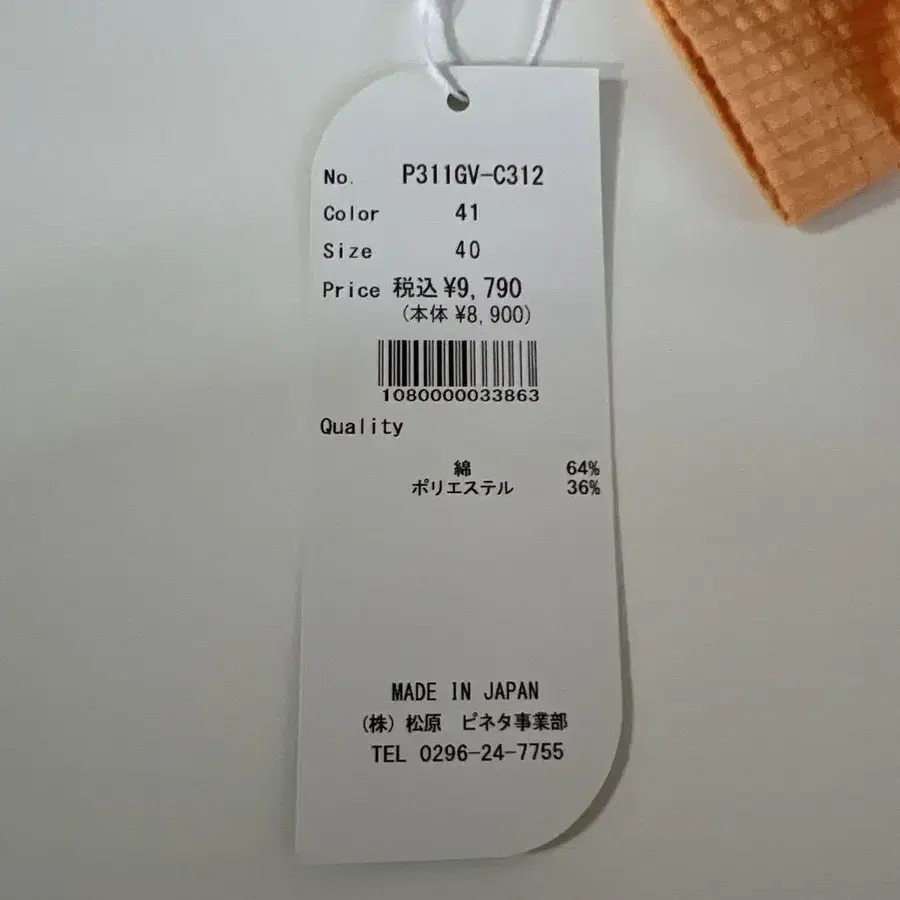 No. P311GV-C312
Color 41
Size 40
Price 税込 ¥9,790
(本体 ¥8,900)
1080000033863
Quality
綿 64%
ポリエステル 36%
MADE IN JAPAN
(株) 松原 ピネタ事業部
TEL 0296-24-7755